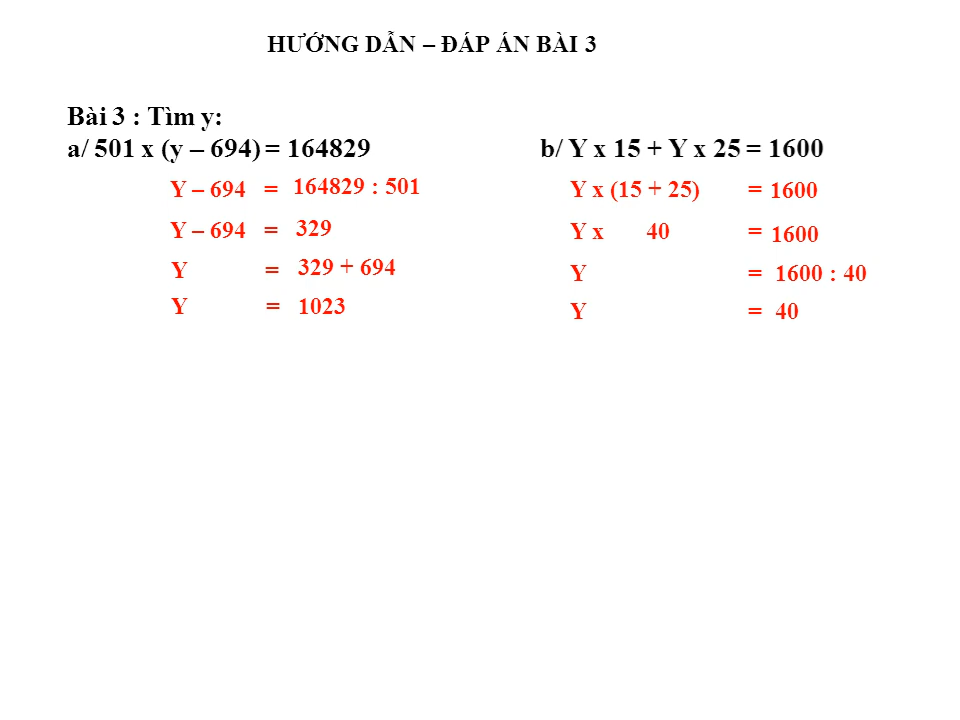 HƯỚNG DẪN – ĐÁP ÁN BÀI 3
Bài 3 : Tìm y:
a/ 501 x (y – 694) = 164829
Y – 694 = 164829 : 501
Y – 694 = 329
Y = 329 + 694
Y = 1023
b/ Y x 15 + Y x 25 = 1600
Y x (15 + 25) = 1600
Y x 40 = 1600
Y = 1600 : 40
Y = 40